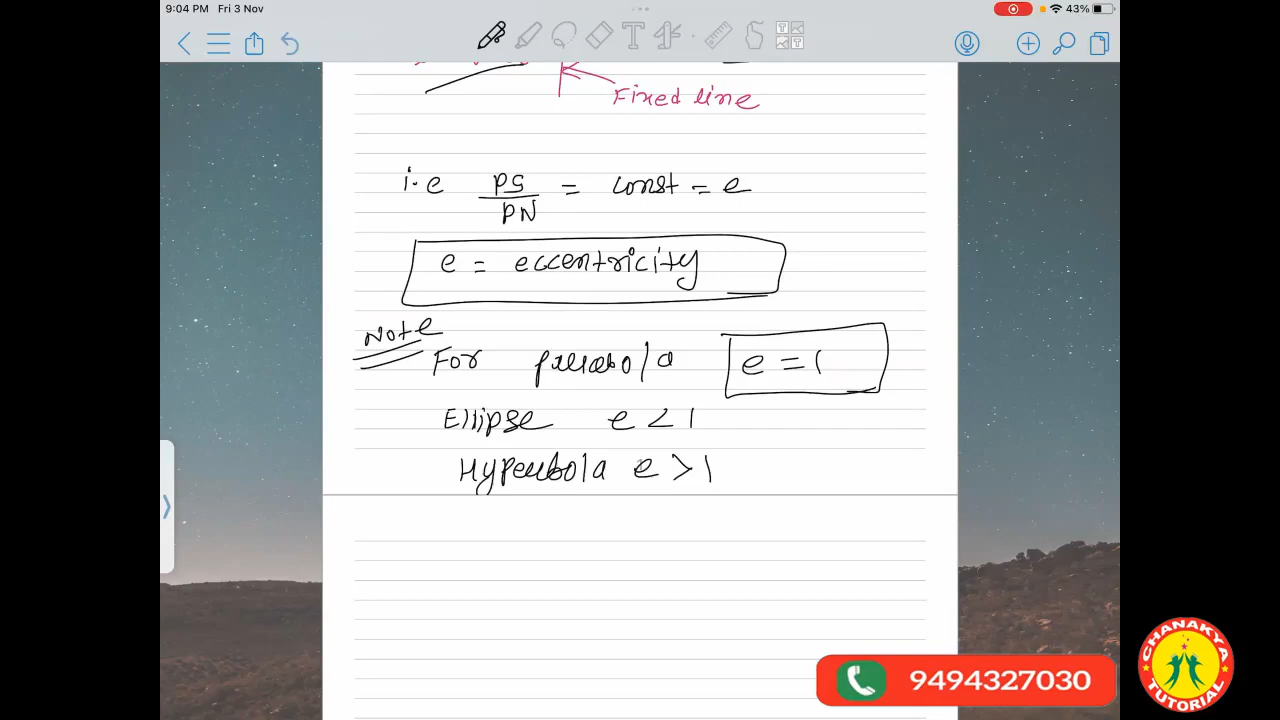 9:04 PM Fri 3 Nov
43%
Fixed line
i.e PS/PN = const = e
e = eccentricity
Note
For parabola e = 1
Ellipse e < 1
Hyperbola e > 1
9494327030
CHANAKYA
TUTORIAL